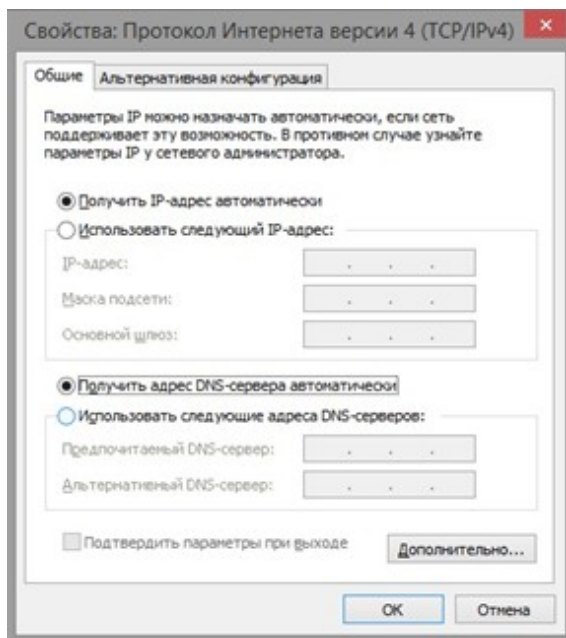 Свойства: Протокол Интернета версии 4 (TCP/IPv4)
Общие
Альтернативная конфигурация
Параметры IP можно назначать автоматически, если сеть
поддерживает эту возможность. В противном случае узнайте
параметры IP у сетевого администратора.
Получить IP-адрес автоматически
Использовать следующий IP-адрес:
IP-адрес:
Маска подсети:
Основной шлюз:
Получить адрес DNS-сервера автоматически
Использовать следующие адреса DNS-серверов:
Предпочитаемый DNS-сервер:
Альтернативный DNS-сервер:
Подтвердить параметры при выходе
Дополнительно...
ОК
Отмена